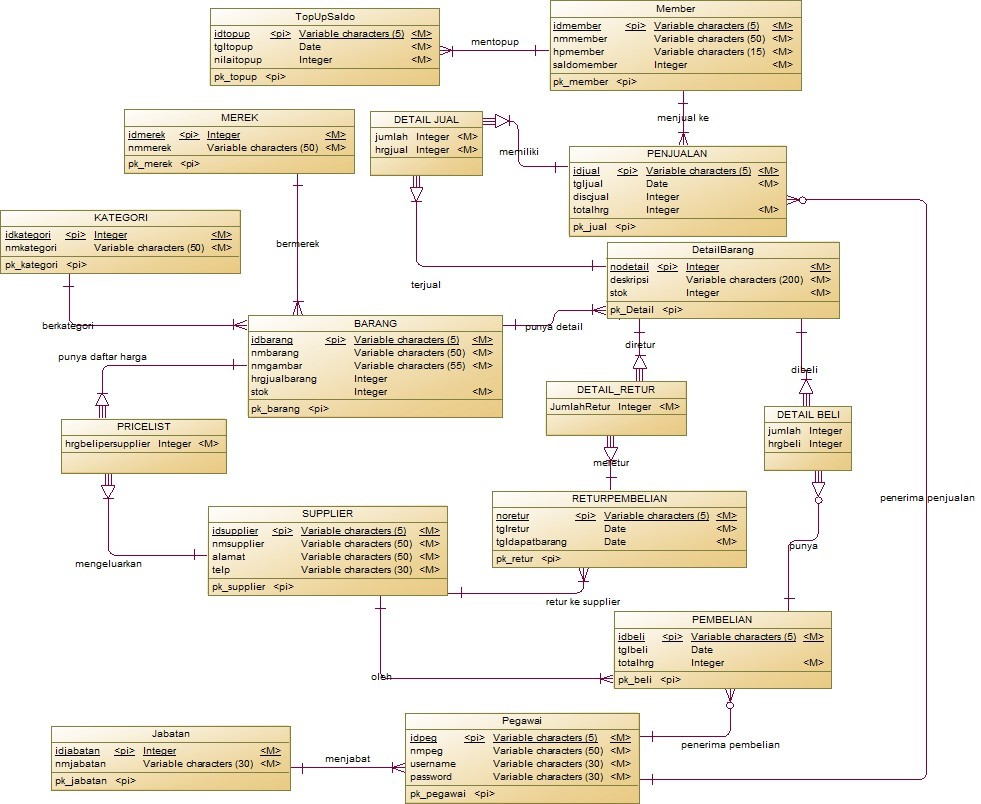 TopUpSaldo
idtopup <pi> Variable characters (5) <M>
tgltopup Date <M>
nilaitopup Integer <M>
pk_topup <pi>
mentopup
Member
idmember <pi> Variable characters (5) <M>
nmmember Variable characters (50) <M>
hpmember Variable characters (15) <M>
saldomember Integer <M>
pk_member <pi>
menjual ke
MEREK
idmerek <pi> Integer <M>
nmmerek Variable characters (50) <M>
pk_merek <pi>
DETAIL JUAL
jumlah Integer <M>
hrgjual Integer <M>
memiliki
PENJUALAN
idjual <pi> Variable characters (5) <M>
tgljual Date <M>
discjual Integer
totalhrg Integer <M>
pk_jual <pi>
KATEGORI
idkategori <pi> Integer <M>
nmkategori Variable characters (50) <M>
pk_kategori <pi>
bermerek
terjual
DetailBarang
nodetail <pi> Integer <M>
deskripsi Variable characters (200) <M>
stok Integer <M>
pk_Detail <pi>
berkategori
BARANG
idbarang <pi> Variable characters (5) <M>
nmbarang Variable characters (50) <M>
nmgambar Variable characters (55) <M>
hrgjualbarang Integer
stok Integer <M>
pk_barang <pi>
punya detail
punya daftar harga
diretur
dibeli
PRICELIST
hrgbelipersupplier Integer <M>
DETAIL_RETUR
JumlahRetur Integer <M>
DETAIL BELI
jumlah Integer
hrgbeli Integer
meretur
penerima penjualan
SUPPLIER
idsupplier <pi> Variable characters (5) <M>
nmsupplier Variable characters (50) <M>
alamat Variable characters (50) <M>
telp Variable characters (30) <M>
pk_supplier <pi>
mengeluarkan
RETURPEMBELIAN
noretur <pi> Variable characters (5) <M>
tglretur Date <M>
tgldapatbarang Date <M>
pk_retur <pi>
punya
retur ke supplier
PEMBELIAN
idbeli <pi> Variable characters (5) <M>
tglbeli Date
totalhrg Integer <M>
pk_beli <pi>
oleh
Jabatan
idjabatan <pi> Integer <M>
nmjabatan Variable characters (30) <M>
pk_jabatan <pi>
menjabat
Pegawai
idpeg <pi> Variable characters (5) <M>
nmpeg Variable characters (50) <M>
username Variable characters (30) <M>
password Variable characters (30) <M>
pk_pegawai <pi>
penerima pembelian